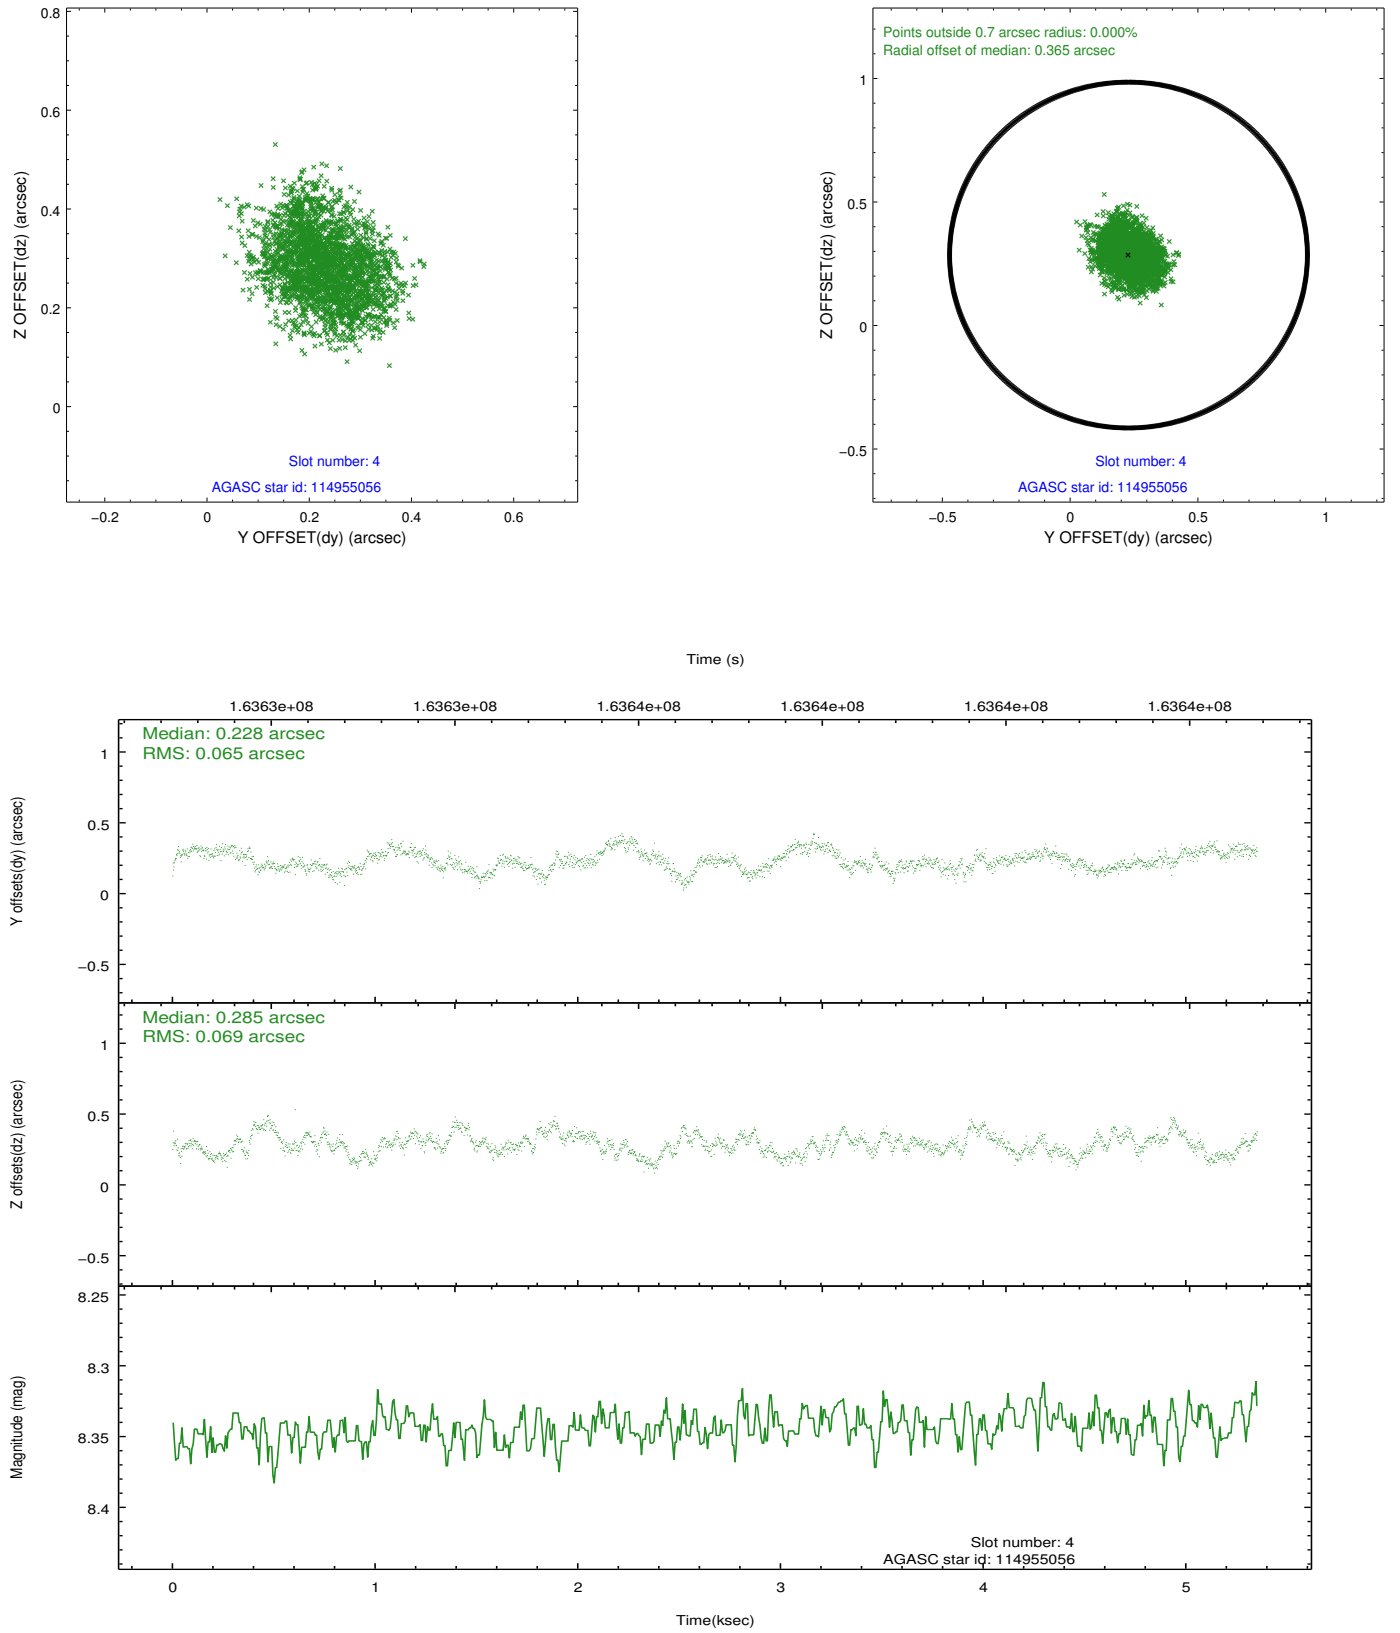 0.8
0.6
0.4
0.2
0
Z OFFSET(dz) (arcsec)
Slot number: 4
AGASC star id: 114955056
−0.2 0 0.2 0.4 0.6
Y OFFSET(dy) (arcsec)
Points outside 0.7 arcsec radius: 0.000%
Radial offset of median: 0.365 arcsec
1
0.5
0
−0.5
Z OFFSET(dz) (arcsec)
Slot number: 4
AGASC star id: 114955056
−0.5 0 0.5 1
Y OFFSET(dy) (arcsec)
Time (s)
1.6363e+08 1.6363e+08 1.6364e+08 1.6364e+08 1.6364e+08 1.6364e+08
Median: 0.228 arcsec
RMS: 0.065 arcsec
1
0.5
0
−0.5
Y offsets(dy) (arcsec)
Median: 0.285 arcsec
RMS: 0.069 arcsec
1
0.5
0
−0.5
Z offsets(dz) (arcsec)
8.25
8.3
8.35
8.4
Magnitude (mag)
Slot number: 4
AGASC star id: 114955056
0 1 2 3 4 5
Time(ksec)